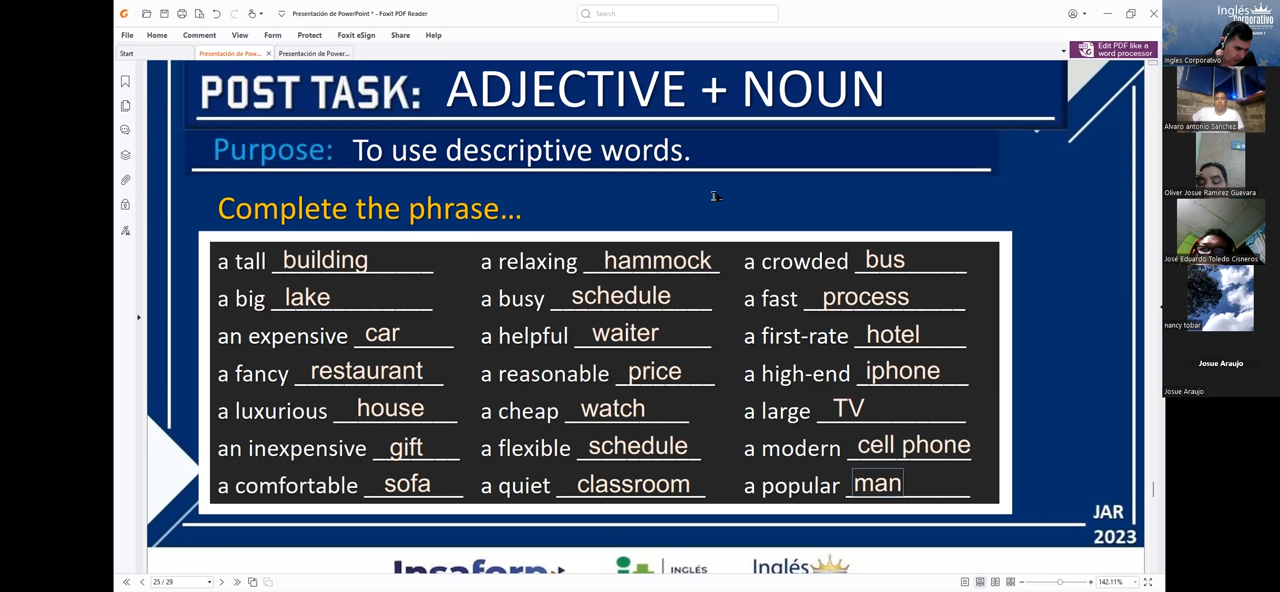 Presentación de PowerPoint * - Foxit PDF Reader
Search
File Home Comment View Form Protect Foxit eSign Share Help
Edit PDF like a word processor
Start
Presentación de Pow...
Presentación de Power...
POST TASK: ADJECTIVE + NOUN
Purpose: To use descriptive words.
Complete the phrase...
a tall building a relaxing hammock a crowded bus
a big lake a busy schedule a fast process
an expensive car a helpful waiter a first-rate hotel
a fancy restaurant a reasonable price a high-end iphone
a luxurious house a cheap watch a large TV
an inexpensive gift a flexible schedule a modern cell phone
a comfortable sofa a quiet classroom a popular man
JAR
2023
Insaforp
INGLÉS
Inglés
25 / 29
142.11%
Inglés
Corporativo
Ingles Corporativo
Alvaro antonio Sanchez
Oliver Josue Ramirez Guevara
José Eduardo Toledo Cisneros
nancy tobar
Josue Araujo
Josue Araujo